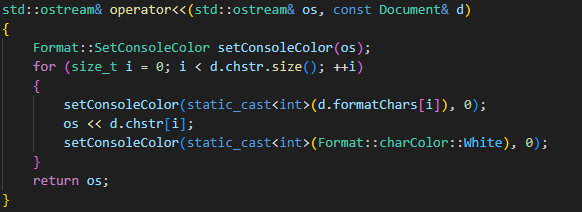 std::ostream& operator<<(std::ostream& os, const Document& d)
{
    Format::SetConsoleColor setConsoleColor(os);
    for (size_t i = 0; i < d.chstr.size(); ++i)
    {
        setConsoleColor(static_cast<int>(d.formatChars[i]), 0);
        os << d.chstr[i];
        setConsoleColor(static_cast<int>(Format::charColor::White), 0);
    }
    return os;
}